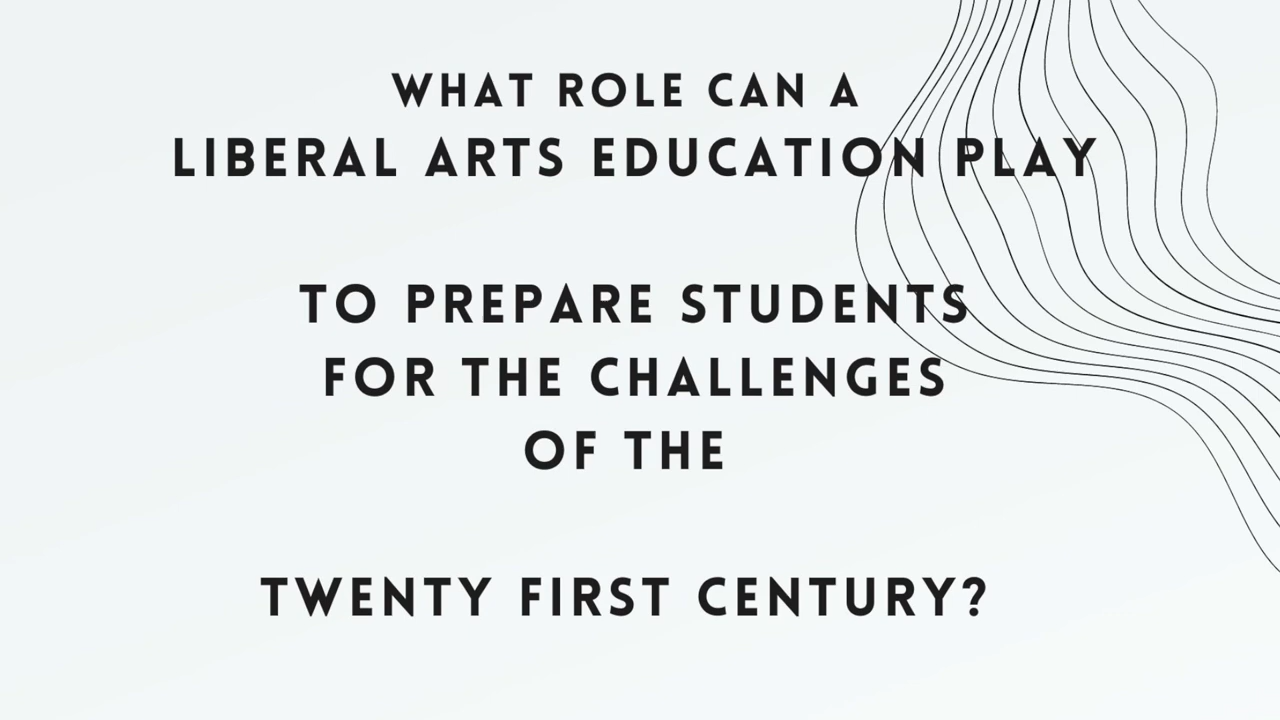 WHAT ROLE CAN A
LIBERAL ARTS EDUCATION PLAY
TO PREPARE STUDENTS
FOR THE CHALLENGES
OF THE
TWENTY FIRST CENTURY?